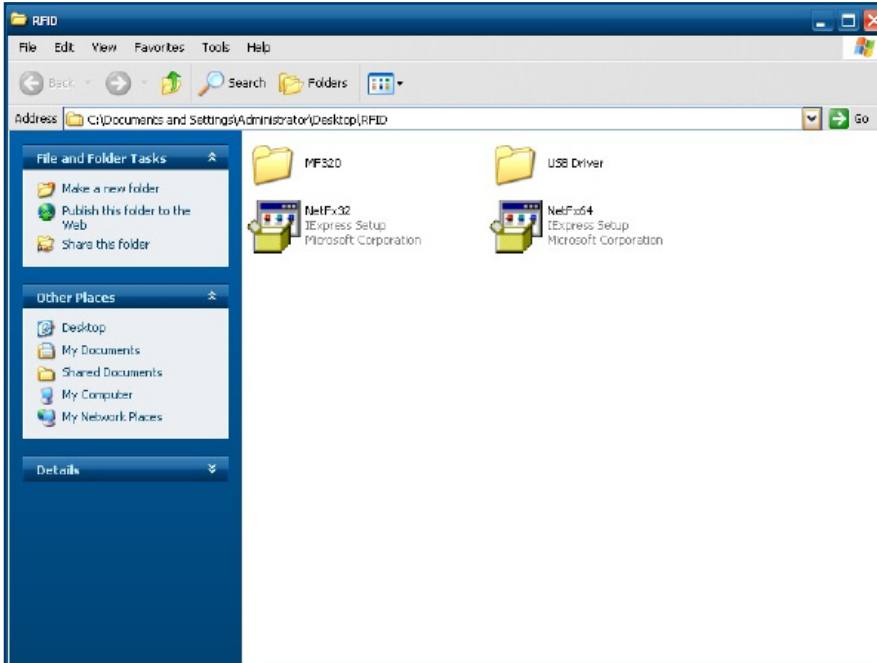 RFID
File Edit View Favorites Tools Help
Back Search Folders
Address C:\Documents and Settings\Administrator\Desktop\RFID Go
File and Folder Tasks
Make a new folder
Publish this folder to the
Web
Share this folder
Other Places
Desktop
My Documents
Shared Documents
My Computer
My Network Places
Details
MF320
USB Driver
NetFx32
IExpress Setup
Microsoft Corporation
NetFx64
IExpress Setup
Microsoft Corporation